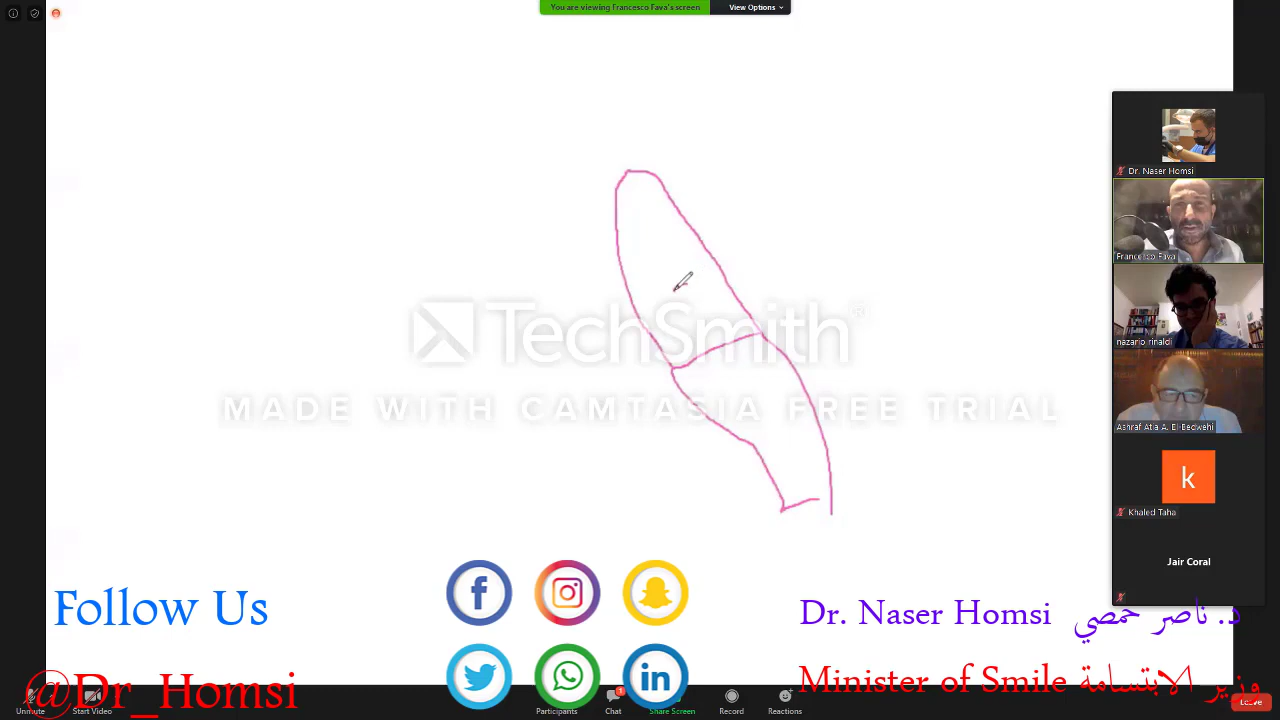 You are viewing Francesco Fava's screen
View Options
Dr. Naser Homsi
Francesco Fava
nazario rinaldi
Ashraf Atia A. El-Bedwehi
k
Khaled Taha
Jair Coral
TechSmith®
MADE WITH CAMTASIA FREE TRIAL
Follow Us
Dr. Naser Homsi د. ناصر حمصي
@Dr_Homsi
Minister of Smile وزير الابتسامة
Unmute
Start Video
Participants
Chat
1
Share Screen
Record
Reactions
Leave